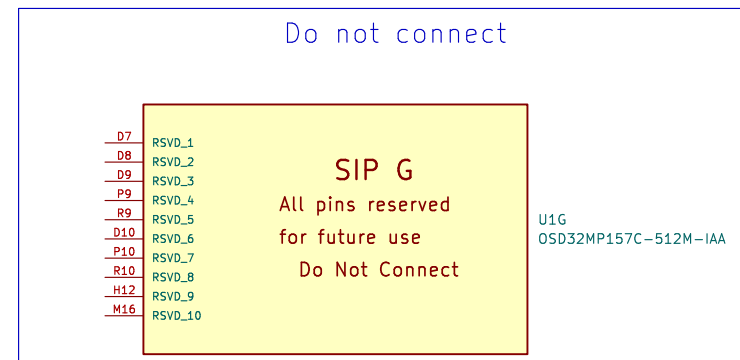 Do not connect
D7 RSVD_1
D8 RSVD_2
D9 RSVD_3
P9 RSVD_4
R9 RSVD_5
D10 RSVD_6
P10 RSVD_7
R10 RSVD_8
H12 RSVD_9
M16 RSVD_10
SIP G
All pins reserved
for future use
Do Not Connect
U1G
OSD32MP157C-512M-IAA